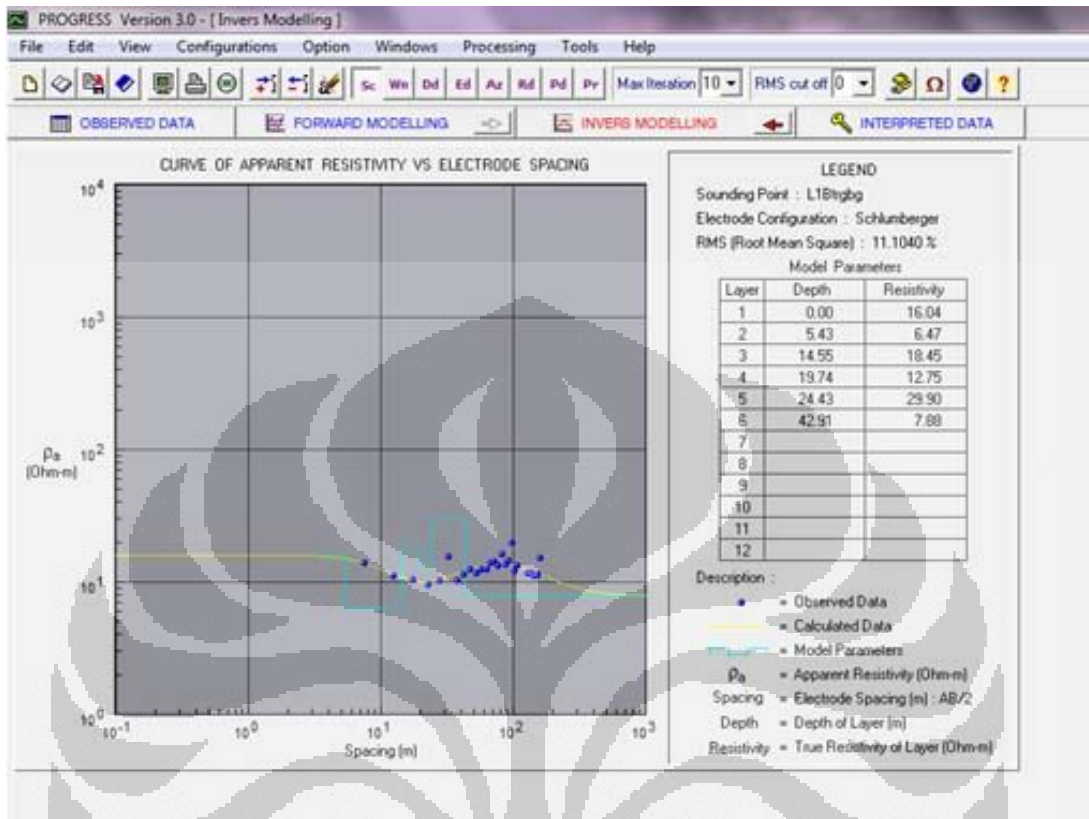 PROGRESS Version 3.0 - [ Invers Modelling ]
File Edit View Configurations Option Windows Processing Tools Help
Sc Wn Dd Ed Az Rd Pd Pr Max Iteration 10 RMS cut off 0
OBSERVED DATA FORWARD MODELLING INVERS MODELLING INTERPRETED DATA
CURVE OF APPARENT RESISTIVITY VS ELECTRODE SPACING
10^4
10^3
10^2
10^1
10^0
ρa
(Ohm-m)
10^-1 10^0 10^1 10^2 10^3
Spacing (m)
LEGEND
Sounding Point : L1Btrgbg
Electrode Configuration : Schlumberger
RMS (Root Mean Square) : 11.1040 %
Model Parameters
Layer Depth Resistivity
1 0.00 16.04
2 5.43 6.47
3 14.55 18.45
4 19.74 12.75
5 24.43 29.90
6 42.91 7.88
7
8
9
10
11
12
Description :
= Observed Data
= Calculated Data
= Model Parameters
ρa = Apparent Resistivity (Ohm-m)
Spacing = Electrode Spacing (m) : AB/2
Depth = Depth of Layer (m)
Resistivity = True Resistivity of Layer (Ohm-m)